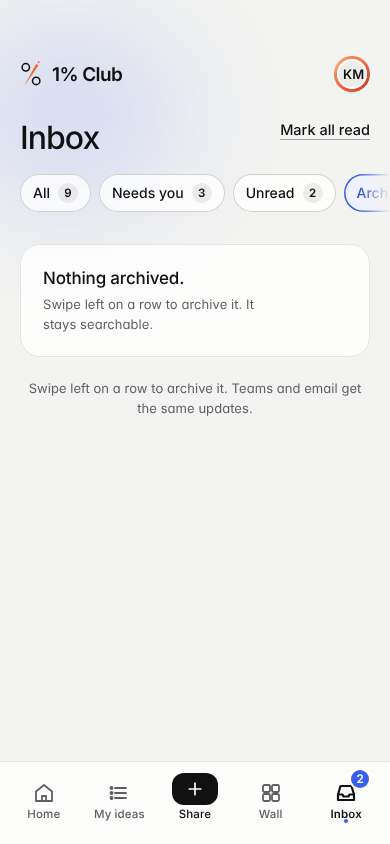 1% Club
KM
Inbox
Mark all read
All 9
Needs you 3
Unread 2
Arch
Nothing archived.
Swipe left on a row to archive it. It
stays searchable.
Swipe left on a row to archive it. Teams and email get
the same updates.
2
Home
My ideas
Share
Wall
Inbox